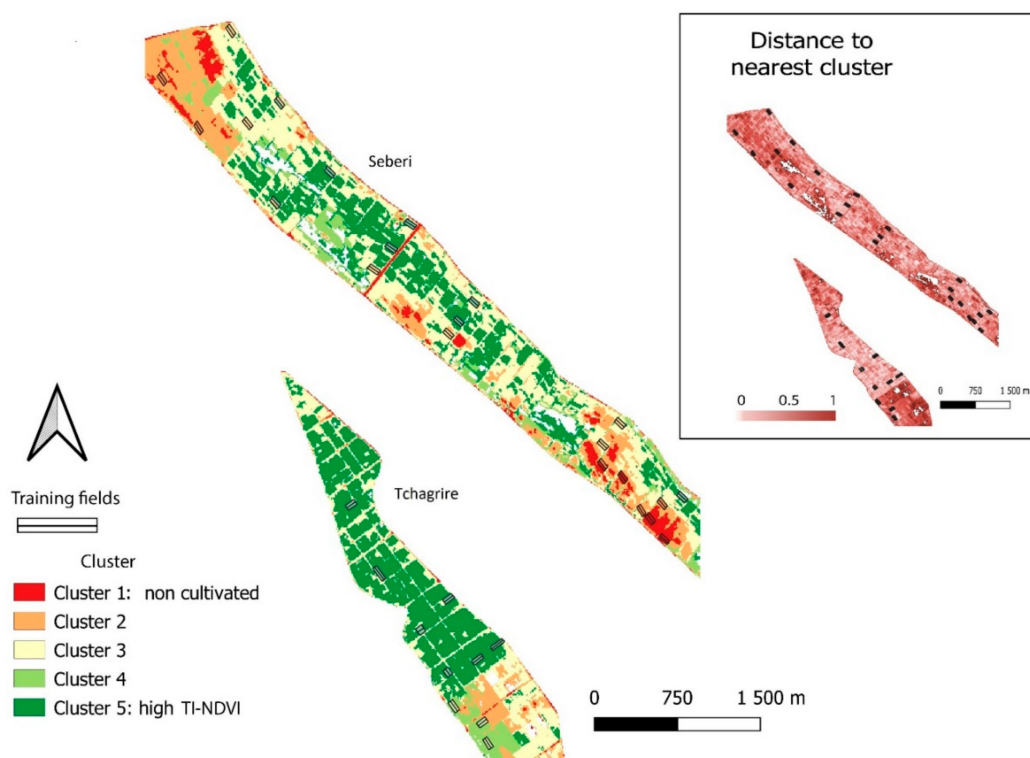 Distance to
nearest cluster
Seberi
0 0.5 1
0 750 1 500 m
Tchagrire
Training fields
Cluster
Cluster 1: non cultivated
Cluster 2
Cluster 3
Cluster 4
Cluster 5: high TI-NDVI
0 750 1 500 m